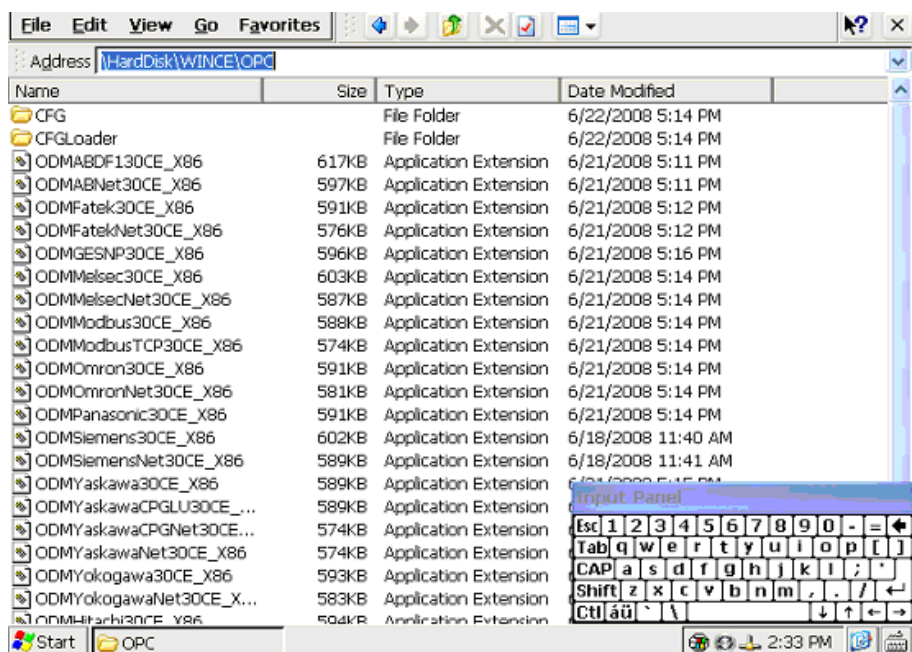 File Edit View Go Favorites
Address \HardDisk\WINCE\OPC
Name Size Type Date Modified
CFG File Folder 6/22/2008 5:14 PM
CFGLoader File Folder 6/22/2008 5:14 PM
ODMABDF130CE_X86 617KB Application Extension 6/21/2008 5:11 PM
ODMABNet30CE_X86 597KB Application Extension 6/21/2008 5:11 PM
ODMFatek30CE_X86 591KB Application Extension 6/21/2008 5:12 PM
ODMFatekNet30CE_X86 576KB Application Extension 6/21/2008 5:12 PM
ODMGESNP30CE_X86 596KB Application Extension 6/21/2008 5:16 PM
ODMMelsec30CE_X86 603KB Application Extension 6/21/2008 5:14 PM
ODMMelsecNet30CE_X86 587KB Application Extension 6/21/2008 5:14 PM
ODMModbus30CE_X86 588KB Application Extension 6/21/2008 5:14 PM
ODMModbusTCP30CE_X86 574KB Application Extension 6/21/2008 5:14 PM
ODMOmron30CE_X86 591KB Application Extension 6/21/2008 5:14 PM
ODMOmronNet30CE_X86 581KB Application Extension 6/21/2008 5:14 PM
ODMPanasonic30CE_X86 591KB Application Extension 6/21/2008 5:14 PM
ODMSiemens30CE_X86 602KB Application Extension 6/18/2008 11:40 AM
ODMSiemensNet30CE_X86 589KB Application Extension 6/18/2008 11:41 AM
ODMYaskawa30CE_X86 589KB Application Extension 6/21/2008 5:15 PM
ODMYaskawaCPGLU30CE_... 589KB Application Extension
ODMYaskawaCPGNet30CE... 574KB Application Extension
ODMYaskawaNet30CE_X86 574KB Application Extension
ODMYokogawa30CE_X86 593KB Application Extension
ODMYokogawaNet30CE_X... 583KB Application Extension
ODMHitachi30CE_X86 594KB Application Extension
Input Panel
Esc 1 2 3 4 5 6 7 8 9 0 - =
Tab q w e r t y u i o p [ ]
CAP a s d f g h j k l ; '
Shift z x c v b n m , . /
Ctl áü ` \
Start OPC 2:33 PM